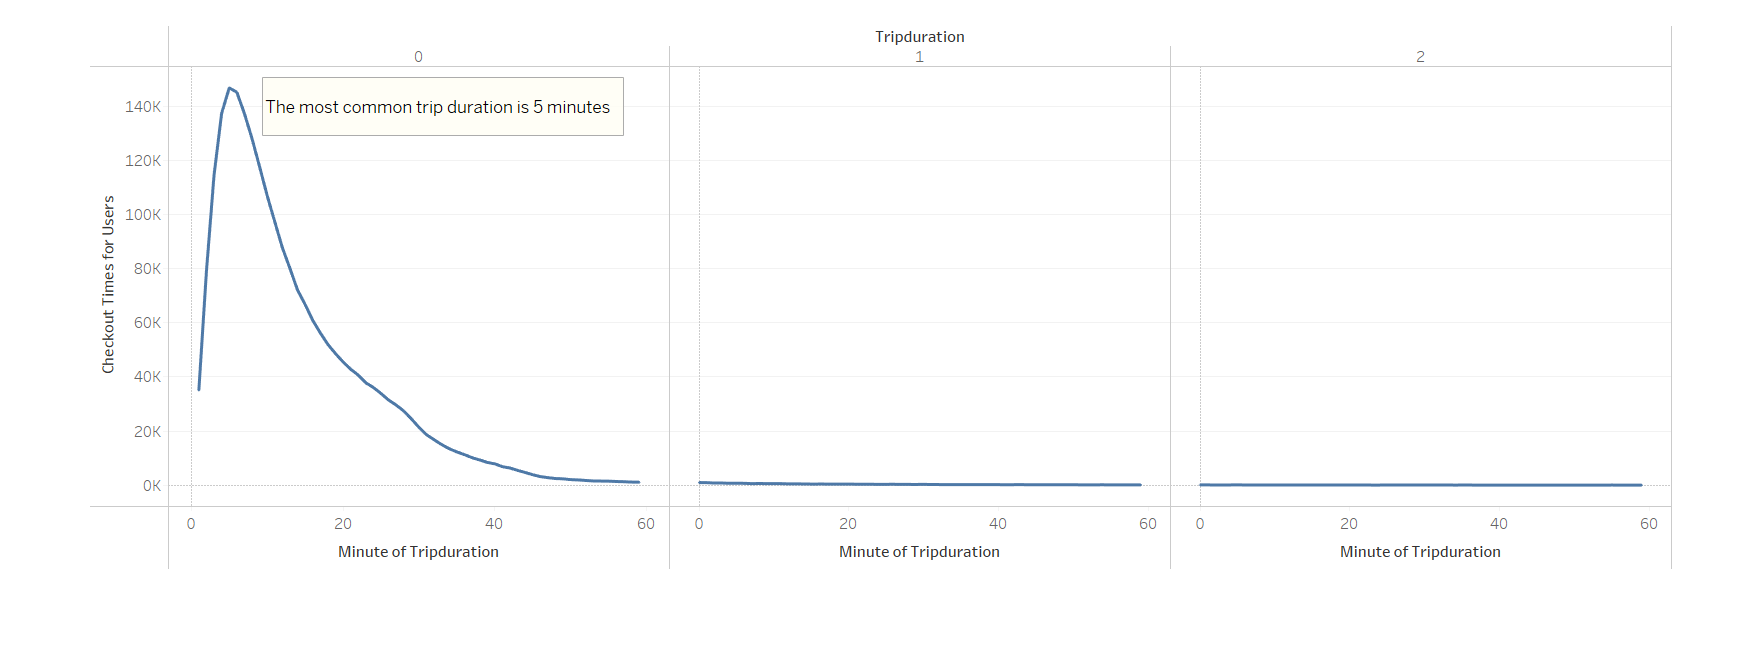 Tripduration
0 1 2
The most common trip duration is 5 minutes
Checkout Times for Users
140K
120K
100K
80K
60K
40K
20K
0K
0 20 40 60 0 20 40 60 0 20 40 60
Minute of Tripduration Minute of Tripduration Minute of Tripduration